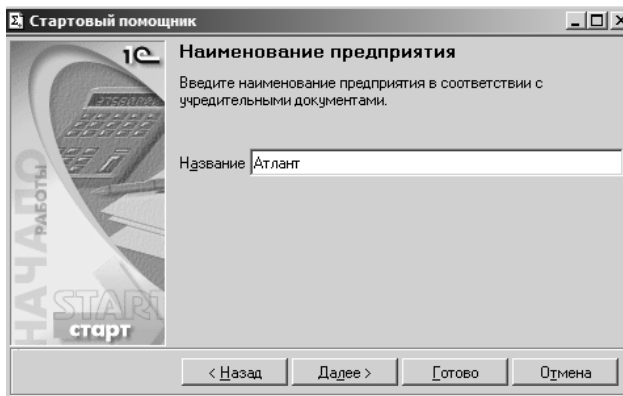 Стартовый помощник
1С
Наименование предприятия
Введите наименование предприятия в соответствии с
учредительными документами.
Название Атлант
НАЧАЛО
РАБОТЫ
START
старт
< Назад
Далее >
Готово
Отмена